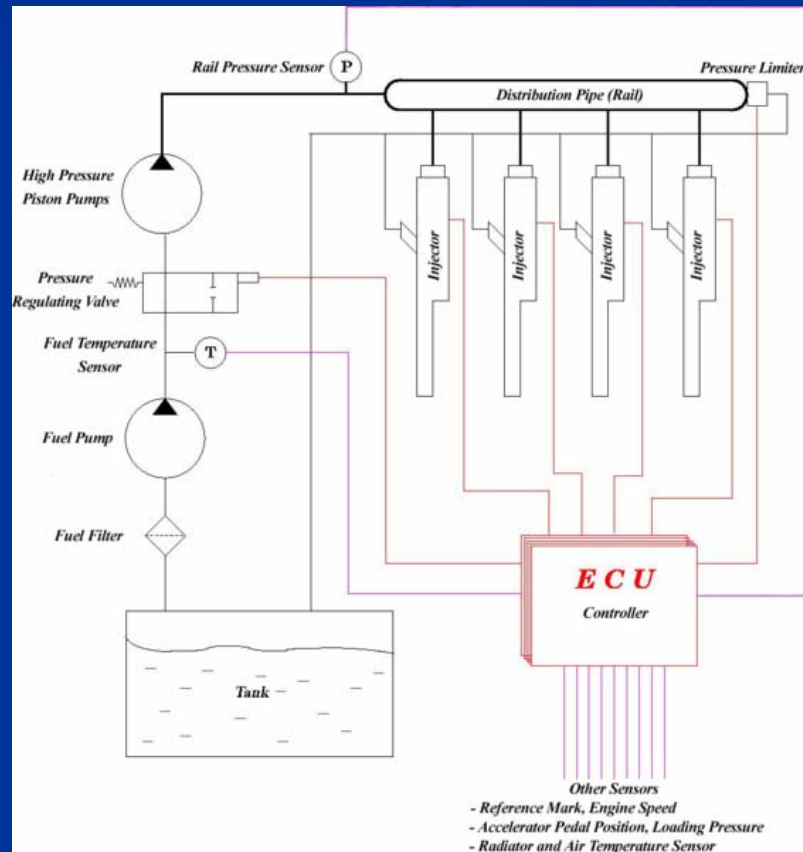 Rail Pressure Sensor
P
Pressure Limiter
Distribution Pipe (Rail)
High Pressure
Piston Pumps
Injector
Injector
Injector
Injector
Pressure
Regulating Valve
Fuel Temperature
Sensor
T
Fuel Pump
Fuel Filter
ECU
Controller
Tank
Other Sensors
- Reference Mark, Engine Speed
- Accelerator Pedal Position, Loading Pressure
- Radiator and Air Temperature Sensor